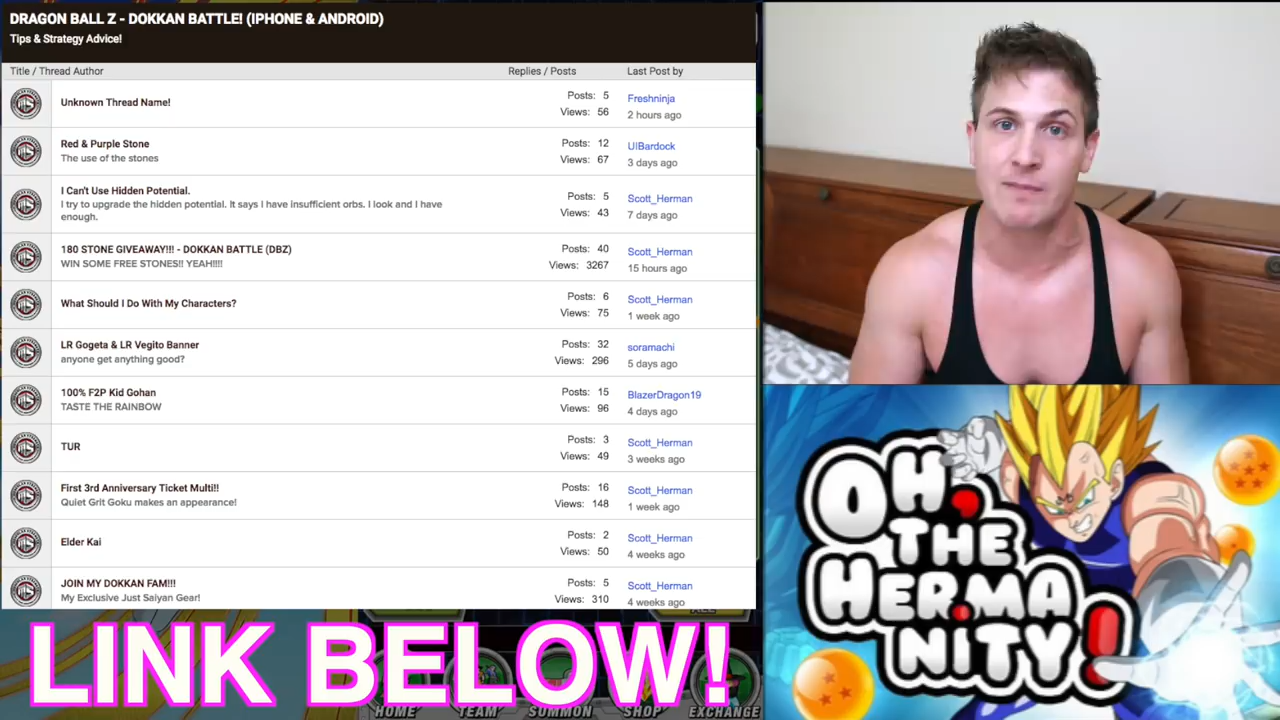 DRAGON BALL Z - DOKKAN BATTLE! (IPHONE & ANDROID)
Tips & Strategy Advice!
Title / Thread Author Replies / Posts Last Post by
Unknown Thread Name! Posts: 5 Freshninja
Views: 56 2 hours ago
Red & Purple Stone Posts: 12 UIBardock
The use of the stones Views: 67 3 days ago
I Can't Use Hidden Potential. Posts: 5 Scott_Herman
I try to upgrade the hidden potential. It says I have insufficient orbs. I look and I have
enough. Views: 43 7 days ago
180 STONE GIVEAWAY!!! - DOKKAN BATTLE (DBZ) Posts: 40 Scott_Herman
WIN SOME FREE STONES!! YEAH!!!! Views: 3267 15 hours ago
What Should I Do With My Characters? Posts: 6 Scott_Herman
Views: 75 1 week ago
LR Gogeta & LR Vegito Banner Posts: 32 soramachi
anyone get anything good? Views: 296 5 days ago
100% F2P Kid Gohan Posts: 15 BlazerDragon19
TASTE THE RAINBOW Views: 96 4 days ago
TUR Posts: 3 Scott_Herman
Views: 49 3 weeks ago
First 3rd Anniversary Ticket Multi!! Posts: 16 Scott_Herman
Quiet Grit Goku makes an appearance! Views: 148 1 week ago
Elder Kai Posts: 2 Scott_Herman
Views: 50 4 weeks ago
JOIN MY DOKKAN FAM!!! Posts: 5 Scott_Herman
My Exclusive Just Saiyan Gear! Views: 310 4 weeks ago
LINK BELOW!
HOME TEAM SUMMON SHOP EXCHANGE
OH,
THE
HERMA
NITY!